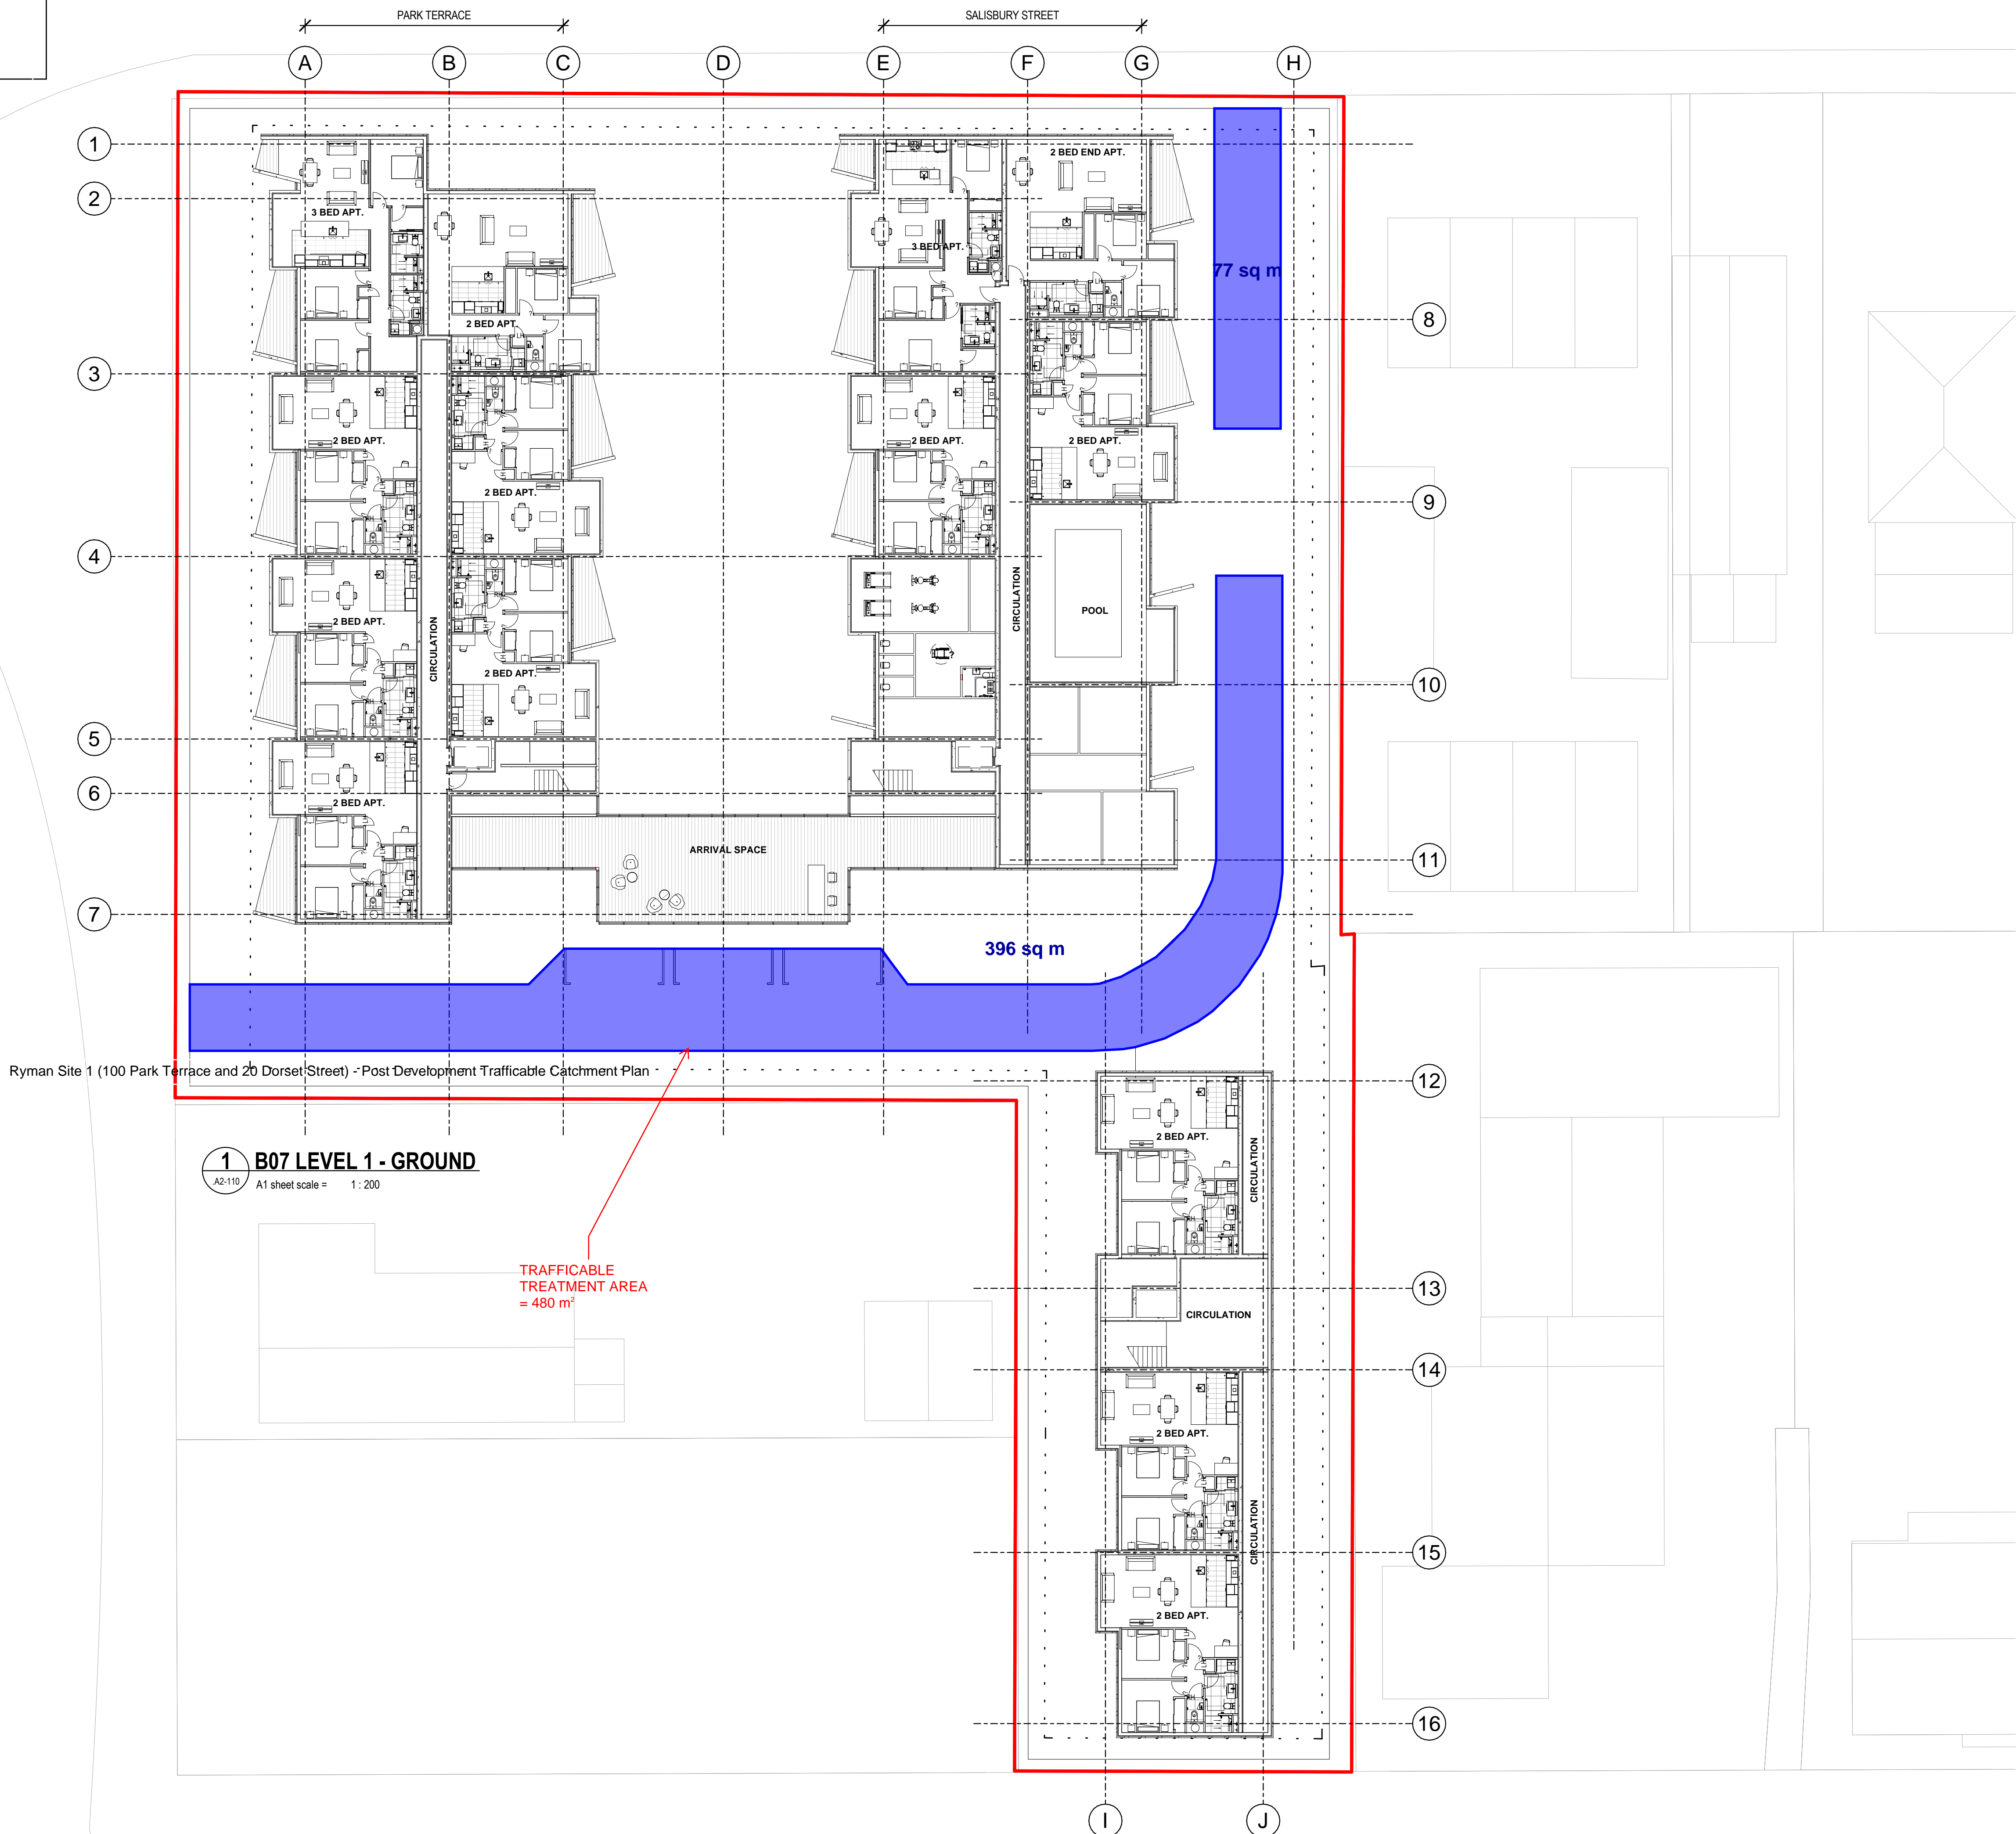 PARK TERRACE
SALISBURY STREET
A
B
C
D
E
F
G
H
1
2 BED END APT.
2
3 BED APT.
3 BED APT.
77 sq m
8
2 BED APT.
3
2 BED APT.
2 BED APT.
2 BED APT.
2 BED APT.
9
4
CIRCULATION
CIRCULATION
POOL
2 BED APT.
2 BED APT.
10
5
6
2 BED APT.
ARRIVAL SPACE
11
7
396 sq m
Ryman Site 1 (100 Park Terrace and 20 Dorset Street) - Post Development Trafficable Catchment Plan
12
2 BED APT.
CIRCULATION
1
B07 LEVEL 1 - GROUND
.A2-110
A1 sheet scale = 1 : 200
TRAFFICABLE
TREATMENT AREA
= 480 m²
13
CIRCULATION
14
2 BED APT.
CIRCULATION
15
2 BED APT.
16
I
J